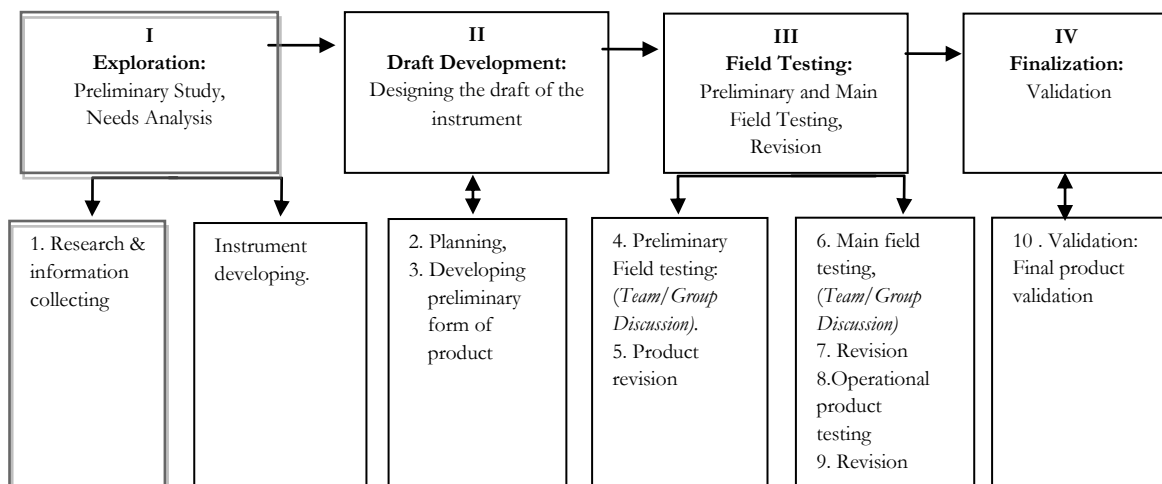 I
Exploration:
Preliminary Study,
Needs Analysis
II
Draft Development:
Designing the draft of the
instrument
III
Field Testing:
Preliminary and Main
Field Testing,
Revision
IV
Finalization:
Validation
1. Research &
information
collecting
Instrument
developing.
2. Planning,
3. Developing
preliminary
form of
product
4. Preliminary
Field testing:
(Team/Group
Discussion).
5. Product
revision
6. Main field
testing,
(Team/Group
Discussion)
7. Revision
8.Operational
product
testing
9. Revision
10 . Validation:
Final product
validation